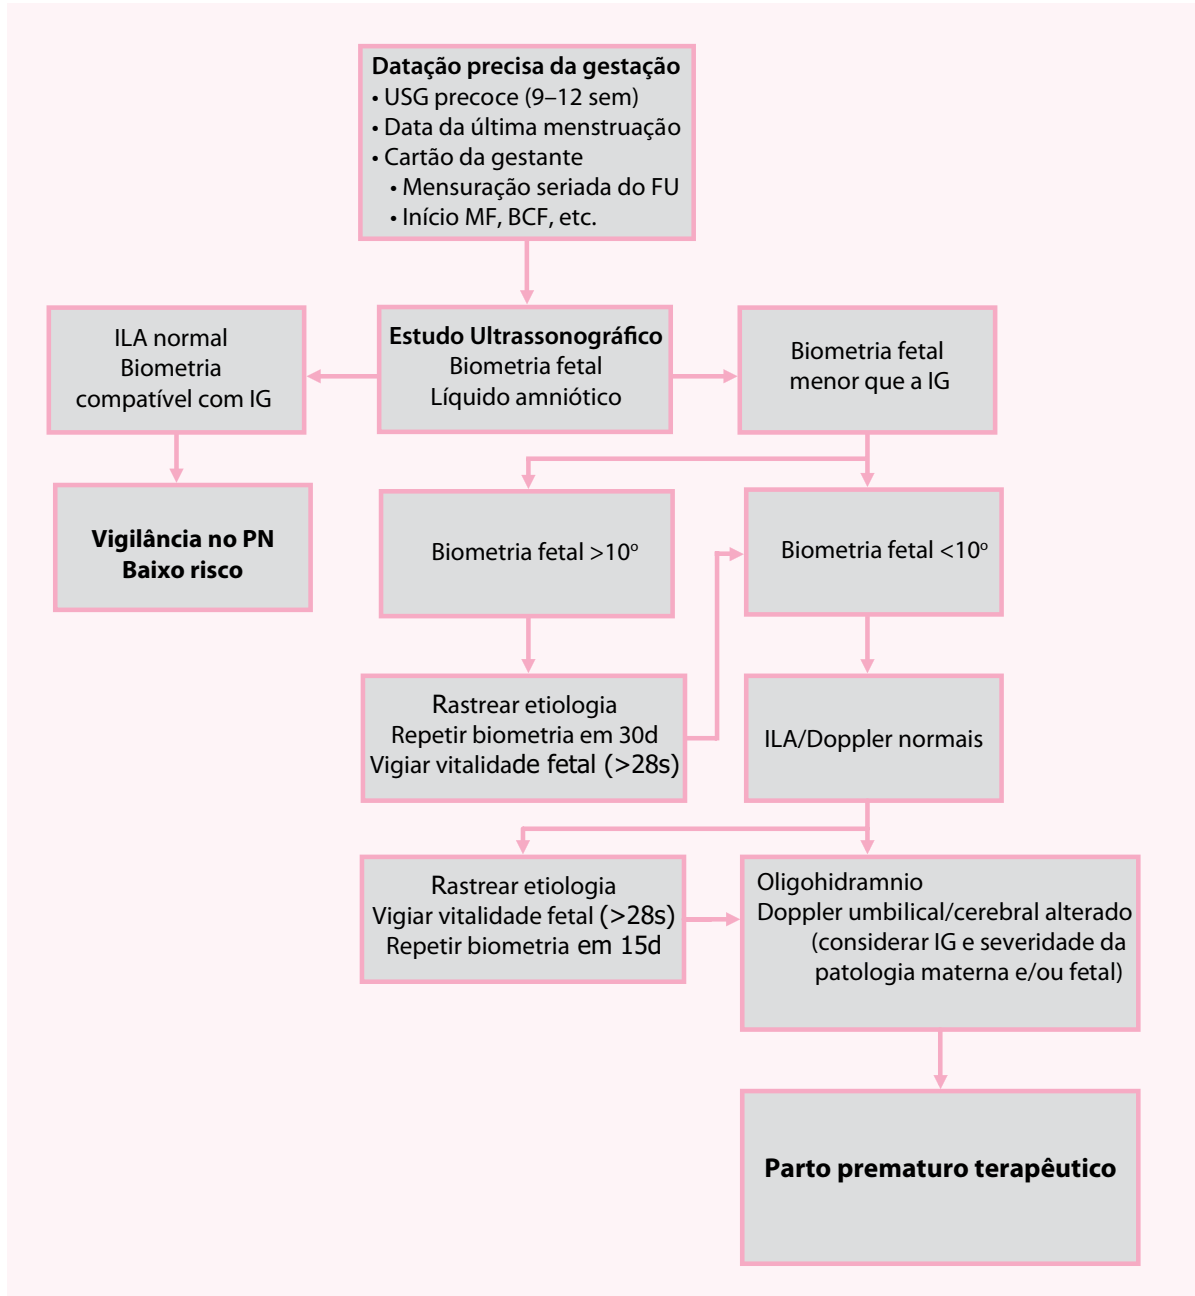 Datação precisa da gestação
• USG precoce (9–12 sem)
• Data da última menstruação
• Cartão da gestante
• Mensuração seriada do FU
• Início MF, BCF, etc.
ILA normal
Biometria
compatível com IG
Estudo Ultrassonográfico
Biometria fetal
Líquido amniótico
Biometria fetal
menor que a IG
Vigilância no PN
Baixo risco
Biometria fetal >10º
Biometria fetal <10º
Rastrear etiologia
Repetir biometria em 30d
Vigiar vitalidade fetal (>28s)
ILA/Doppler normais
Rastrear etiologia
Vigiar vitalidade fetal (>28s)
Repetir biometria em 15d
Oligohidramnio
Doppler umbilical/cerebral alterado
(considerar IG e severidade da
patologia materna e/ou fetal)
Parto prematuro terapêutico